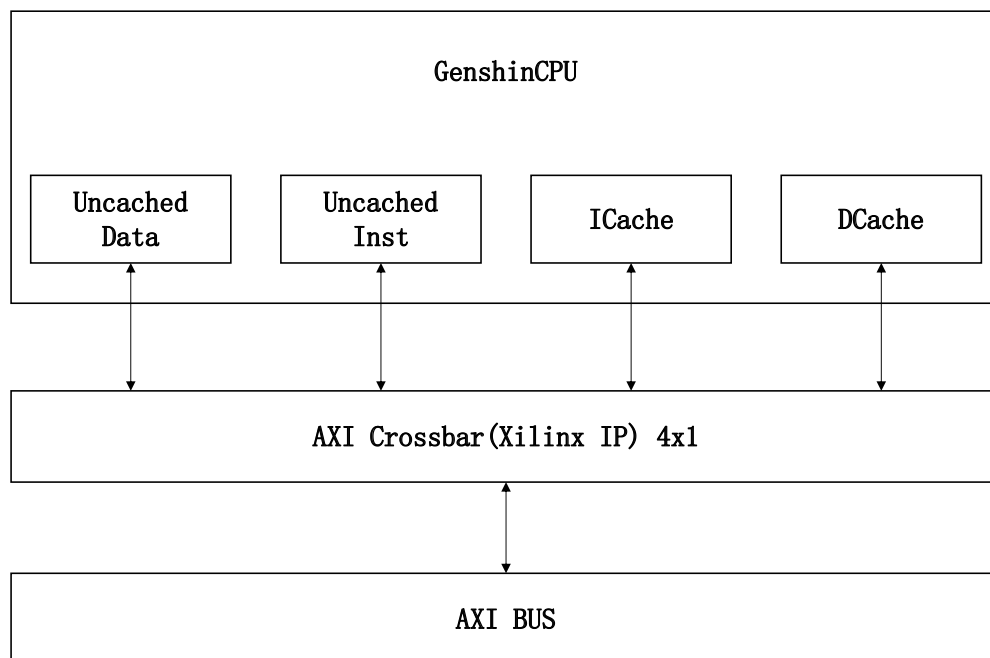 GenshinCPU
Uncached
Data
Uncached
Inst
ICache
DCache
AXI Crossbar(Xilinx IP) 4x1
AXI BUS